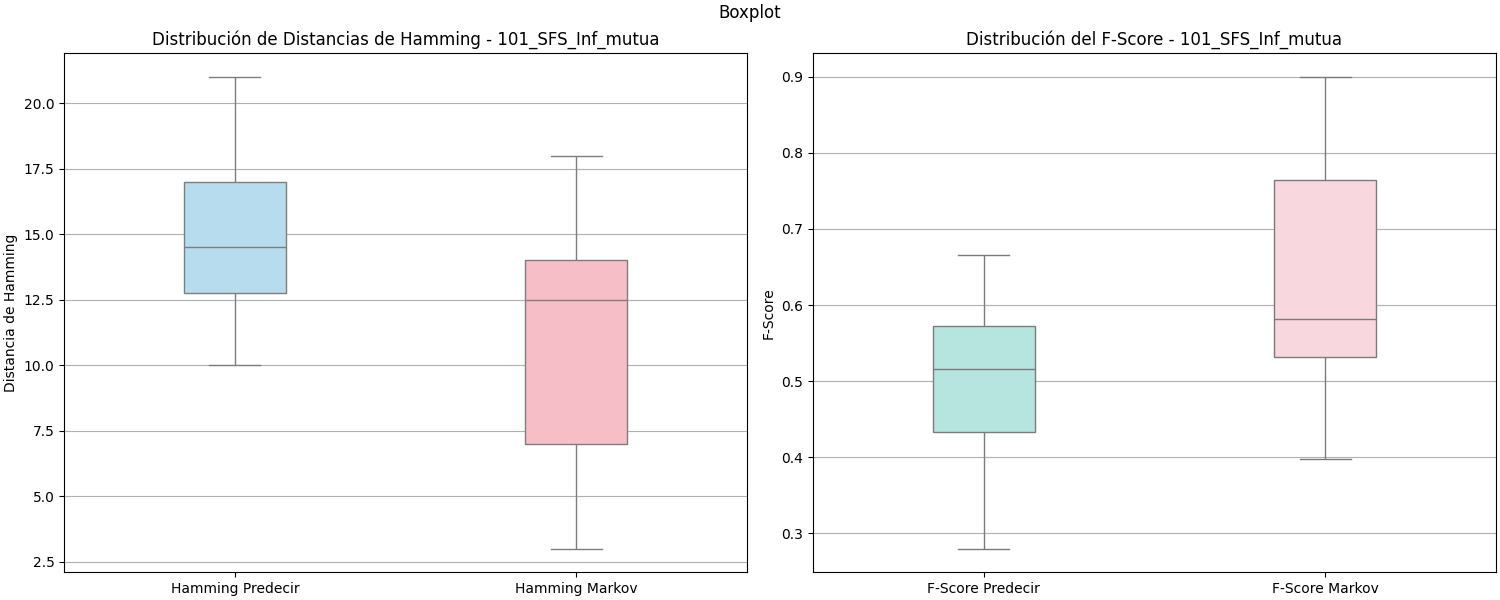 Boxplot
Distribución de Distancias de Hamming - 101_SFS_Inf_mutua
Distancia de Hamming
20.0
17.5
15.0
12.5
10.0
7.5
5.0
2.5
Hamming Predecir
Hamming Markov
Distribución del F-Score - 101_SFS_Inf_mutua
F-Score
0.9
0.8
0.7
0.6
0.5
0.4
0.3
F-Score Predecir
F-Score Markov